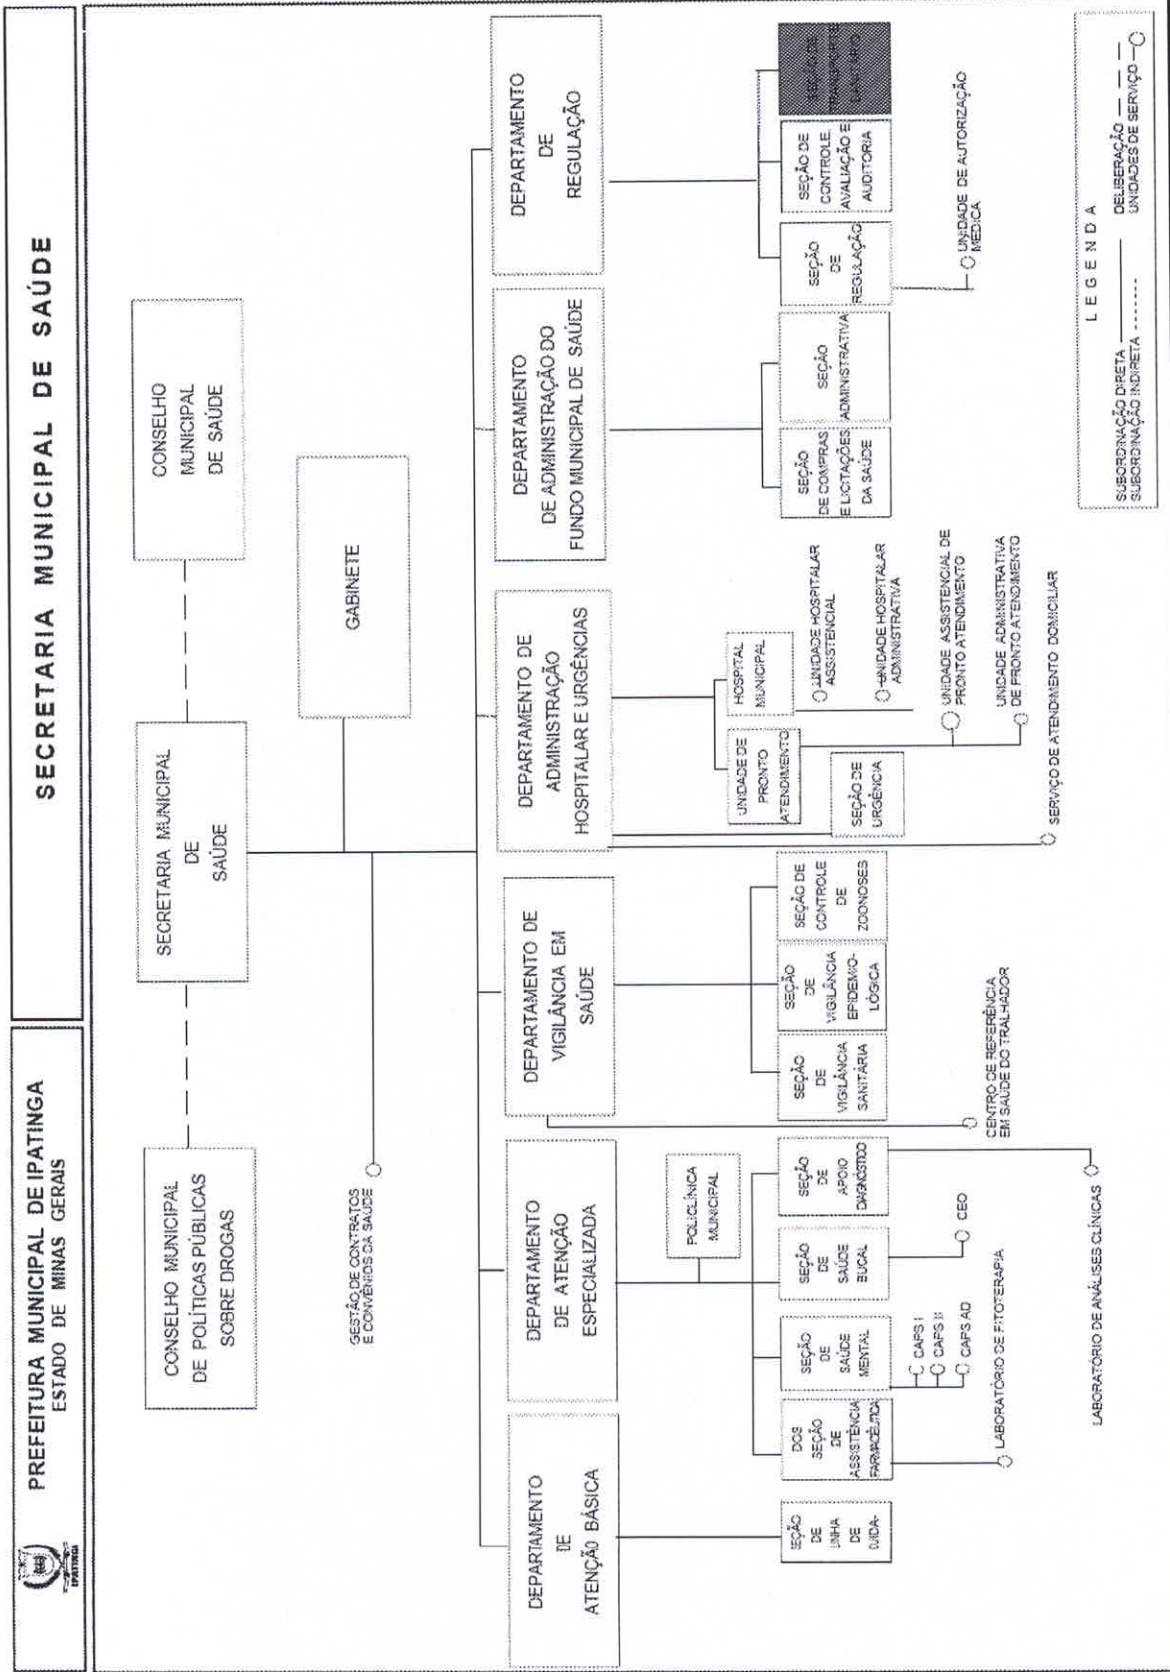 PREFEITURA MUNICIPAL DE IPATINGA
ESTADO DE MINAS GERAIS
IPATINGA
SECRETARIA MUNICIPAL DE SAÚDE
CONSELHO MUNICIPAL
DE POLÍTICAS PÚBLICAS
SOBRE DROGAS
SECRETARIA MUNICIPAL
DE
SAÚDE
CONSELHO
MUNICIPAL
DE SAÚDE
GABINETE
GESTÃO DE CONTRATOS
E CONVÊNIOS DA SAÚDE
DEPARTAMENTO
DE
ATENÇÃO BÁSICA
DEPARTAMENTO
DE ATENÇÃO
ESPECIALIZADA
DEPARTAMENTO DE
VIGILÂNCIA EM
SAÚDE
DEPARTAMENTO DE
ADMINISTRAÇÃO
HOSPITALAR E URGÊNCIAS
DEPARTAMENTO
DE ADMINISTRAÇÃO DO
FUNDO MUNICIPAL DE SAÚDE
DEPARTAMENTO
DE
REGULAÇÃO
SEÇÃO
DE
LINHA
DE
CUIDA-
DOS
SEÇÃO
DE
ASSISTÊNCIA
FARMACÊUTICA
LABORATÓRIO DE FITOTERAPIA
POLICLÍNICA
MUNICIPAL
SEÇÃO
DE
SAÚDE
MENTAL
CAPS I
CAPS II
CAPS AD
SEÇÃO
DE
SAÚDE
BUCAL
CEO
SEÇÃO
DE
APOIO
DIAGNÓSTICO
LABORATÓRIO DE ANÁLISES CLÍNICAS
SEÇÃO
DE
VIGILÂNCIA
SANITÁRIA
SEÇÃO
DE
VIGILÂNCIA
EPIDEMIO-
LÓGICA
SEÇÃO DE
CONTROLE
DE
ZOONOSES
CENTRO DE REFERÊNCIA
EM SAÚDE DO TRABALHADOR
UNIDADE DE
PRONTO
ATENDIMENTO
HOSPITAL
MUNICIPAL
UNIDADE HOSPITALAR
ASSISTENCIAL
UNIDADE HOSPITALAR
ADMINISTRATIVA
SEÇÃO DE
URGÊNCIA
UNIDADE ASSISTENCIAL DE
PRONTO ATENDIMENTO
UNIDADE ADMINISTRATIVA
DE PRONTO ATENDIMENTO
SERVIÇO DE ATENDIMENTO DOMICILIAR
SEÇÃO
DE COMPRAS
E LICITAÇÕES
DA SAÚDE
SEÇÃO
ADMINISTRATIVA
SEÇÃO
DE
REGULAÇÃO
SEÇÃO DE
CONTROLE,
AVALIAÇÃO E
AUDITORIA
SEÇÃO DE
TRANSPORTE
SANITÁRIO
UNIDADE DE AUTORIZAÇÃO
MÉDICA
LEGENDA
SUBORDINAÇÃO DIRETA
DELIBERAÇÃO
SUBORDINAÇÃO INDIRETA
UNIDADES DE SERVIÇO